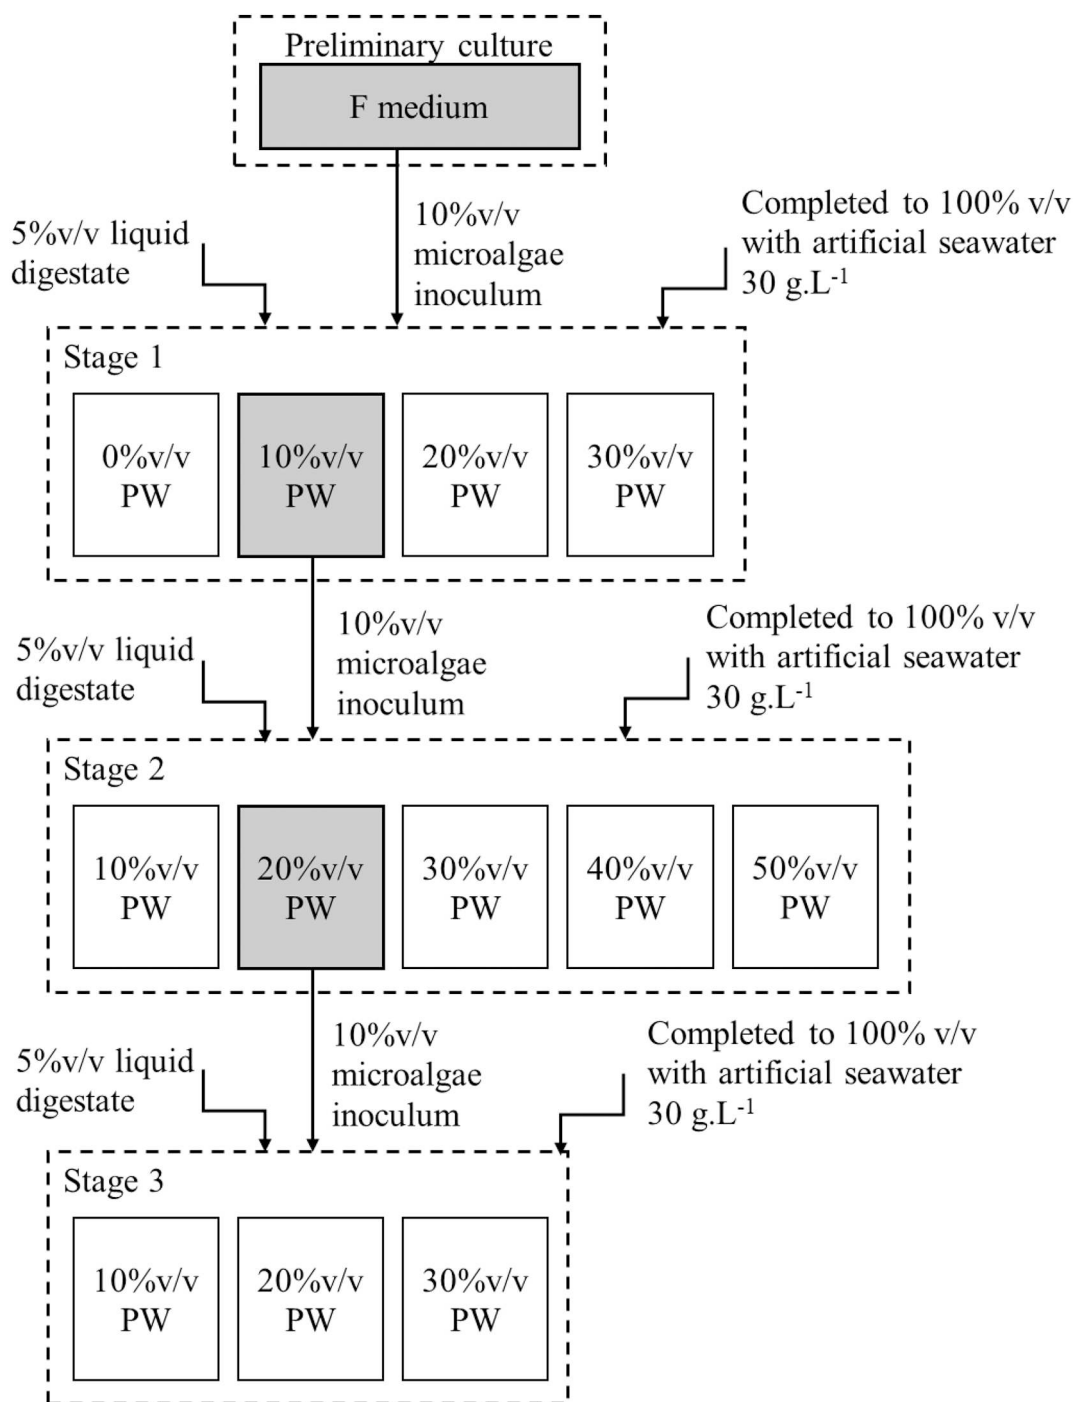 Preliminary culture
F medium
5%v/v liquid
digestate
10%v/v
microalgae
inoculum
Completed to 100% v/v
with artificial seawater
30 g.L⁻¹
Stage 1
0%v/v
PW
10%v/v
PW
20%v/v
PW
30%v/v
PW
5%v/v liquid
digestate
10%v/v
microalgae
inoculum
Completed to 100% v/v
with artificial seawater
30 g.L⁻¹
Stage 2
10%v/v
PW
20%v/v
PW
30%v/v
PW
40%v/v
PW
50%v/v
PW
5%v/v liquid
digestate
10%v/v
microalgae
inoculum
Completed to 100% v/v
with artificial seawater
30 g.L⁻¹
Stage 3
10%v/v
PW
20%v/v
PW
30%v/v
PW